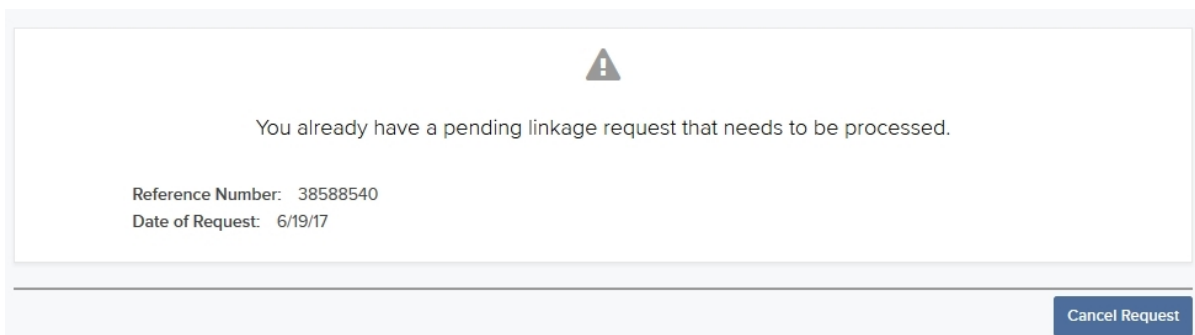 You already have a pending linkage request that needs to be processed.
Reference Number: 38588540
Date of Request: 6/19/17
Cancel Request